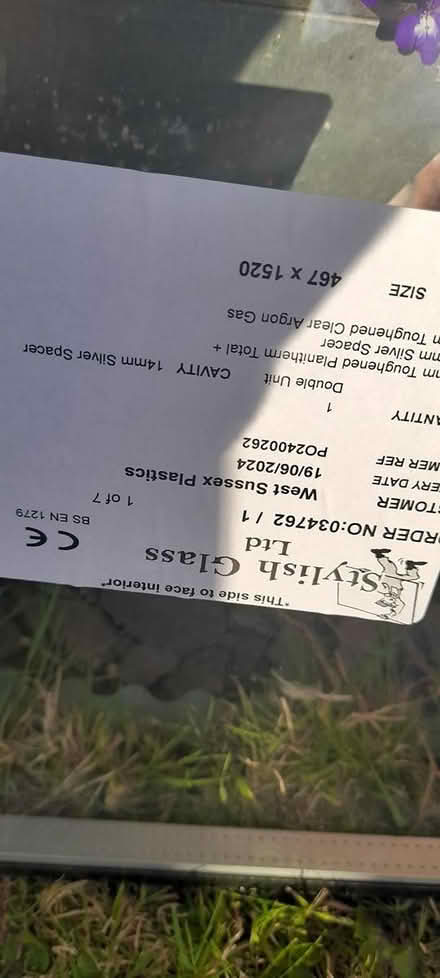 *This side to face interior*
Stylish Glass
Ltd
CE
BS EN 1279
RDER NO:034762 / 1
1 of 7
STOMER West Sussex Plastics
ERY DATE 19/06/2024
MER REF PO2400262
ANTITY 1
Double Unit CAVITY 14mm Silver Spacer
m Toughened Planitherm Total +
mm Silver Spacer
m Toughened Clear Argon Gas
SIZE 467 x 1520